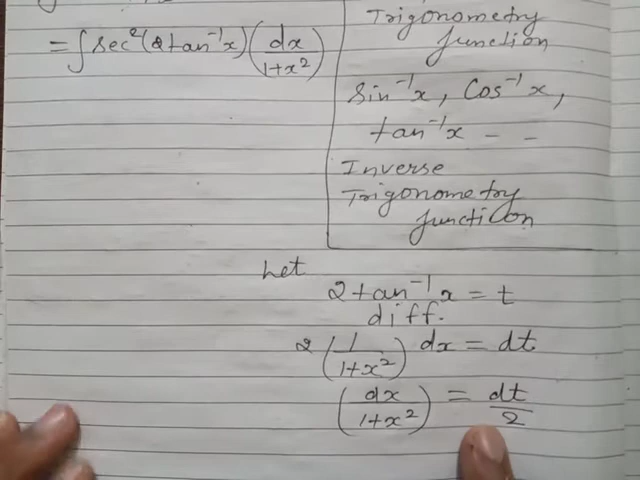 = ∫sec²(2tan⁻¹x)(dx/1+x²)
Trigonometry
function
sin⁻¹x, Cos⁻¹x,
tan⁻¹x - -
Inverse
Trigonometry
function
Let
2tan⁻¹x = t
diff.
2(1/1+x²) dx = dt
(dx/1+x²) = dt/2